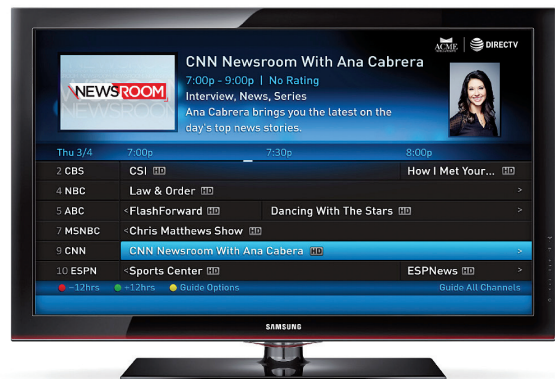 ACME
DIRECTV
CNN Newsroom With Ana Cabrera
7:00p - 9:00p | No Rating
NEWSROOM
Interview, News, Series
Ana Cabrera brings you the latest on the
day's top news stories.
Thu 3/4 7:00p 7:30p 8:00p
2 CBS CSI HD How I Met Your... HD
4 NBC Law & Order HD >
5 ABC <FlashForward HD Dancing With The Stars HD >
7 MSNBC <Chris Matthews Show HD
9 CNN CNN Newsroom With Ana Cabera HD >
10 ESPN <Sports Center HD ESPNews HD >
-12hrs +12hrs Guide Options Guide All Channels
SAMSUNG